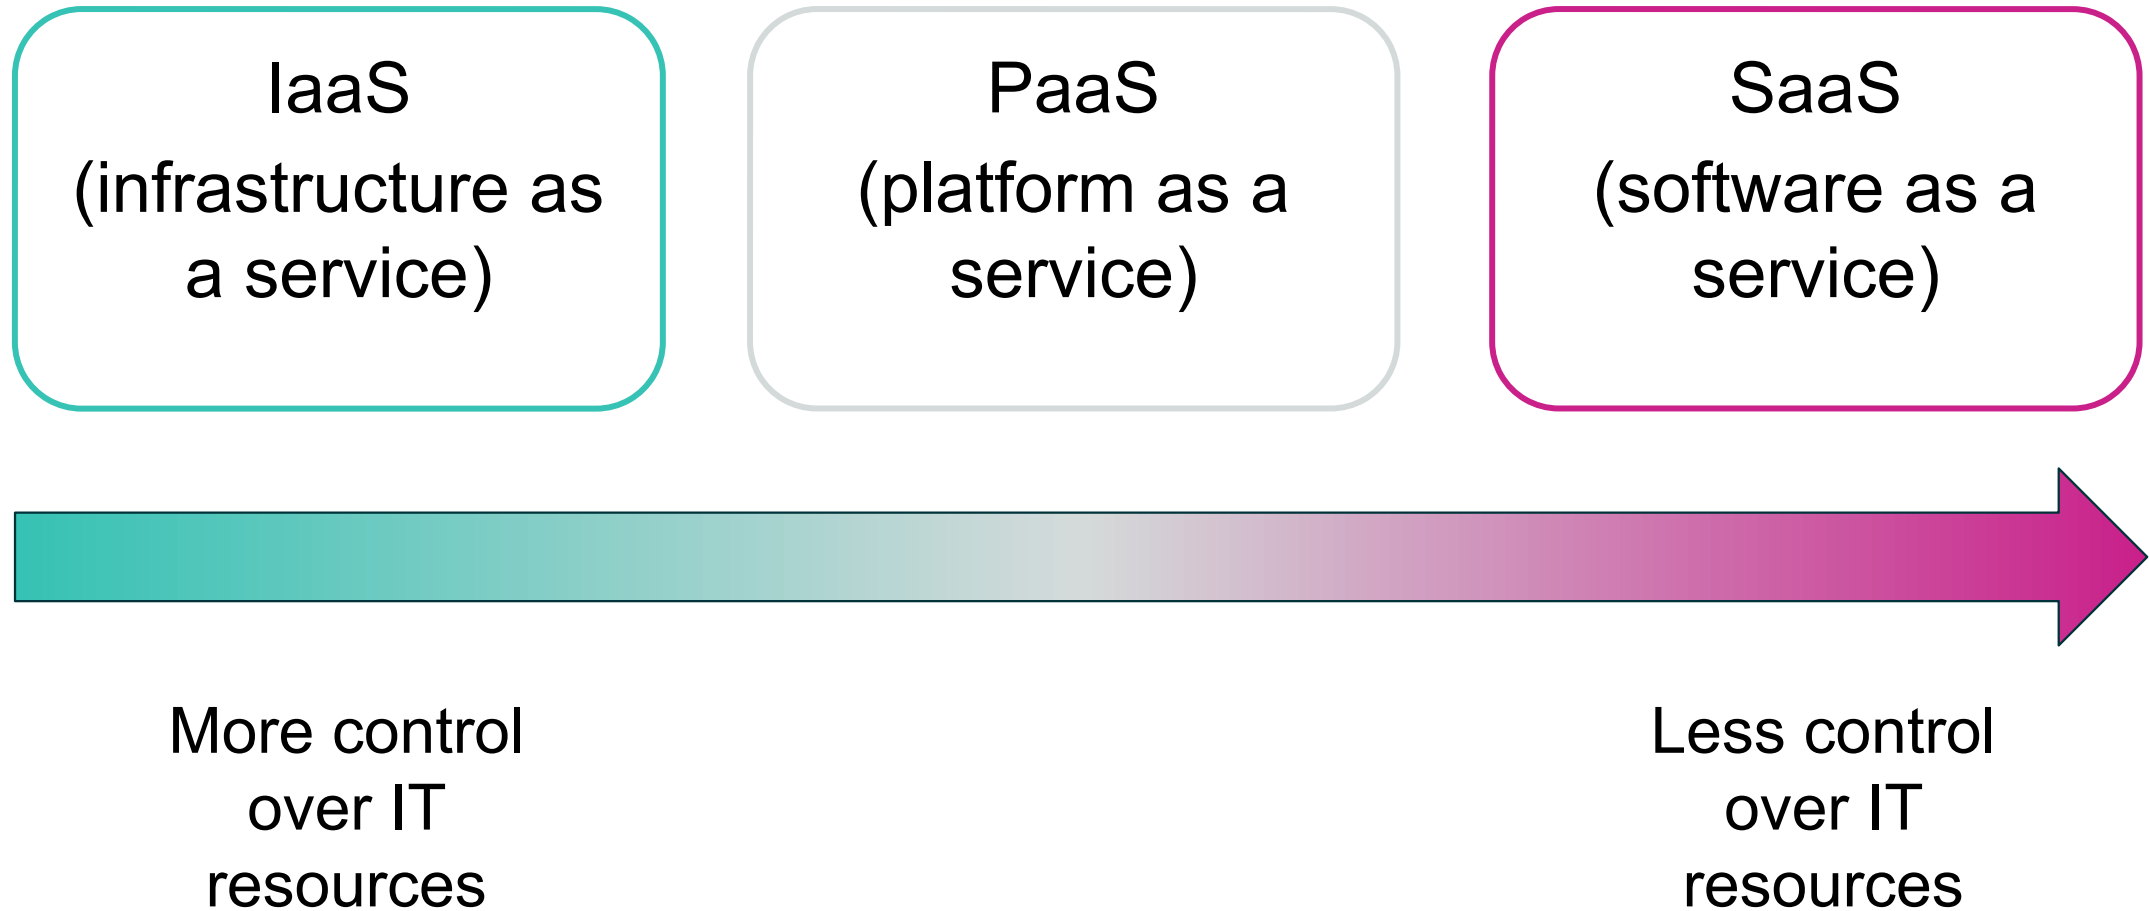 IaaS
(infrastructure as
a service)
PaaS
(platform as a
service)
SaaS
(software as a
service)
More control
over IT
resources
Less control
over IT
resources